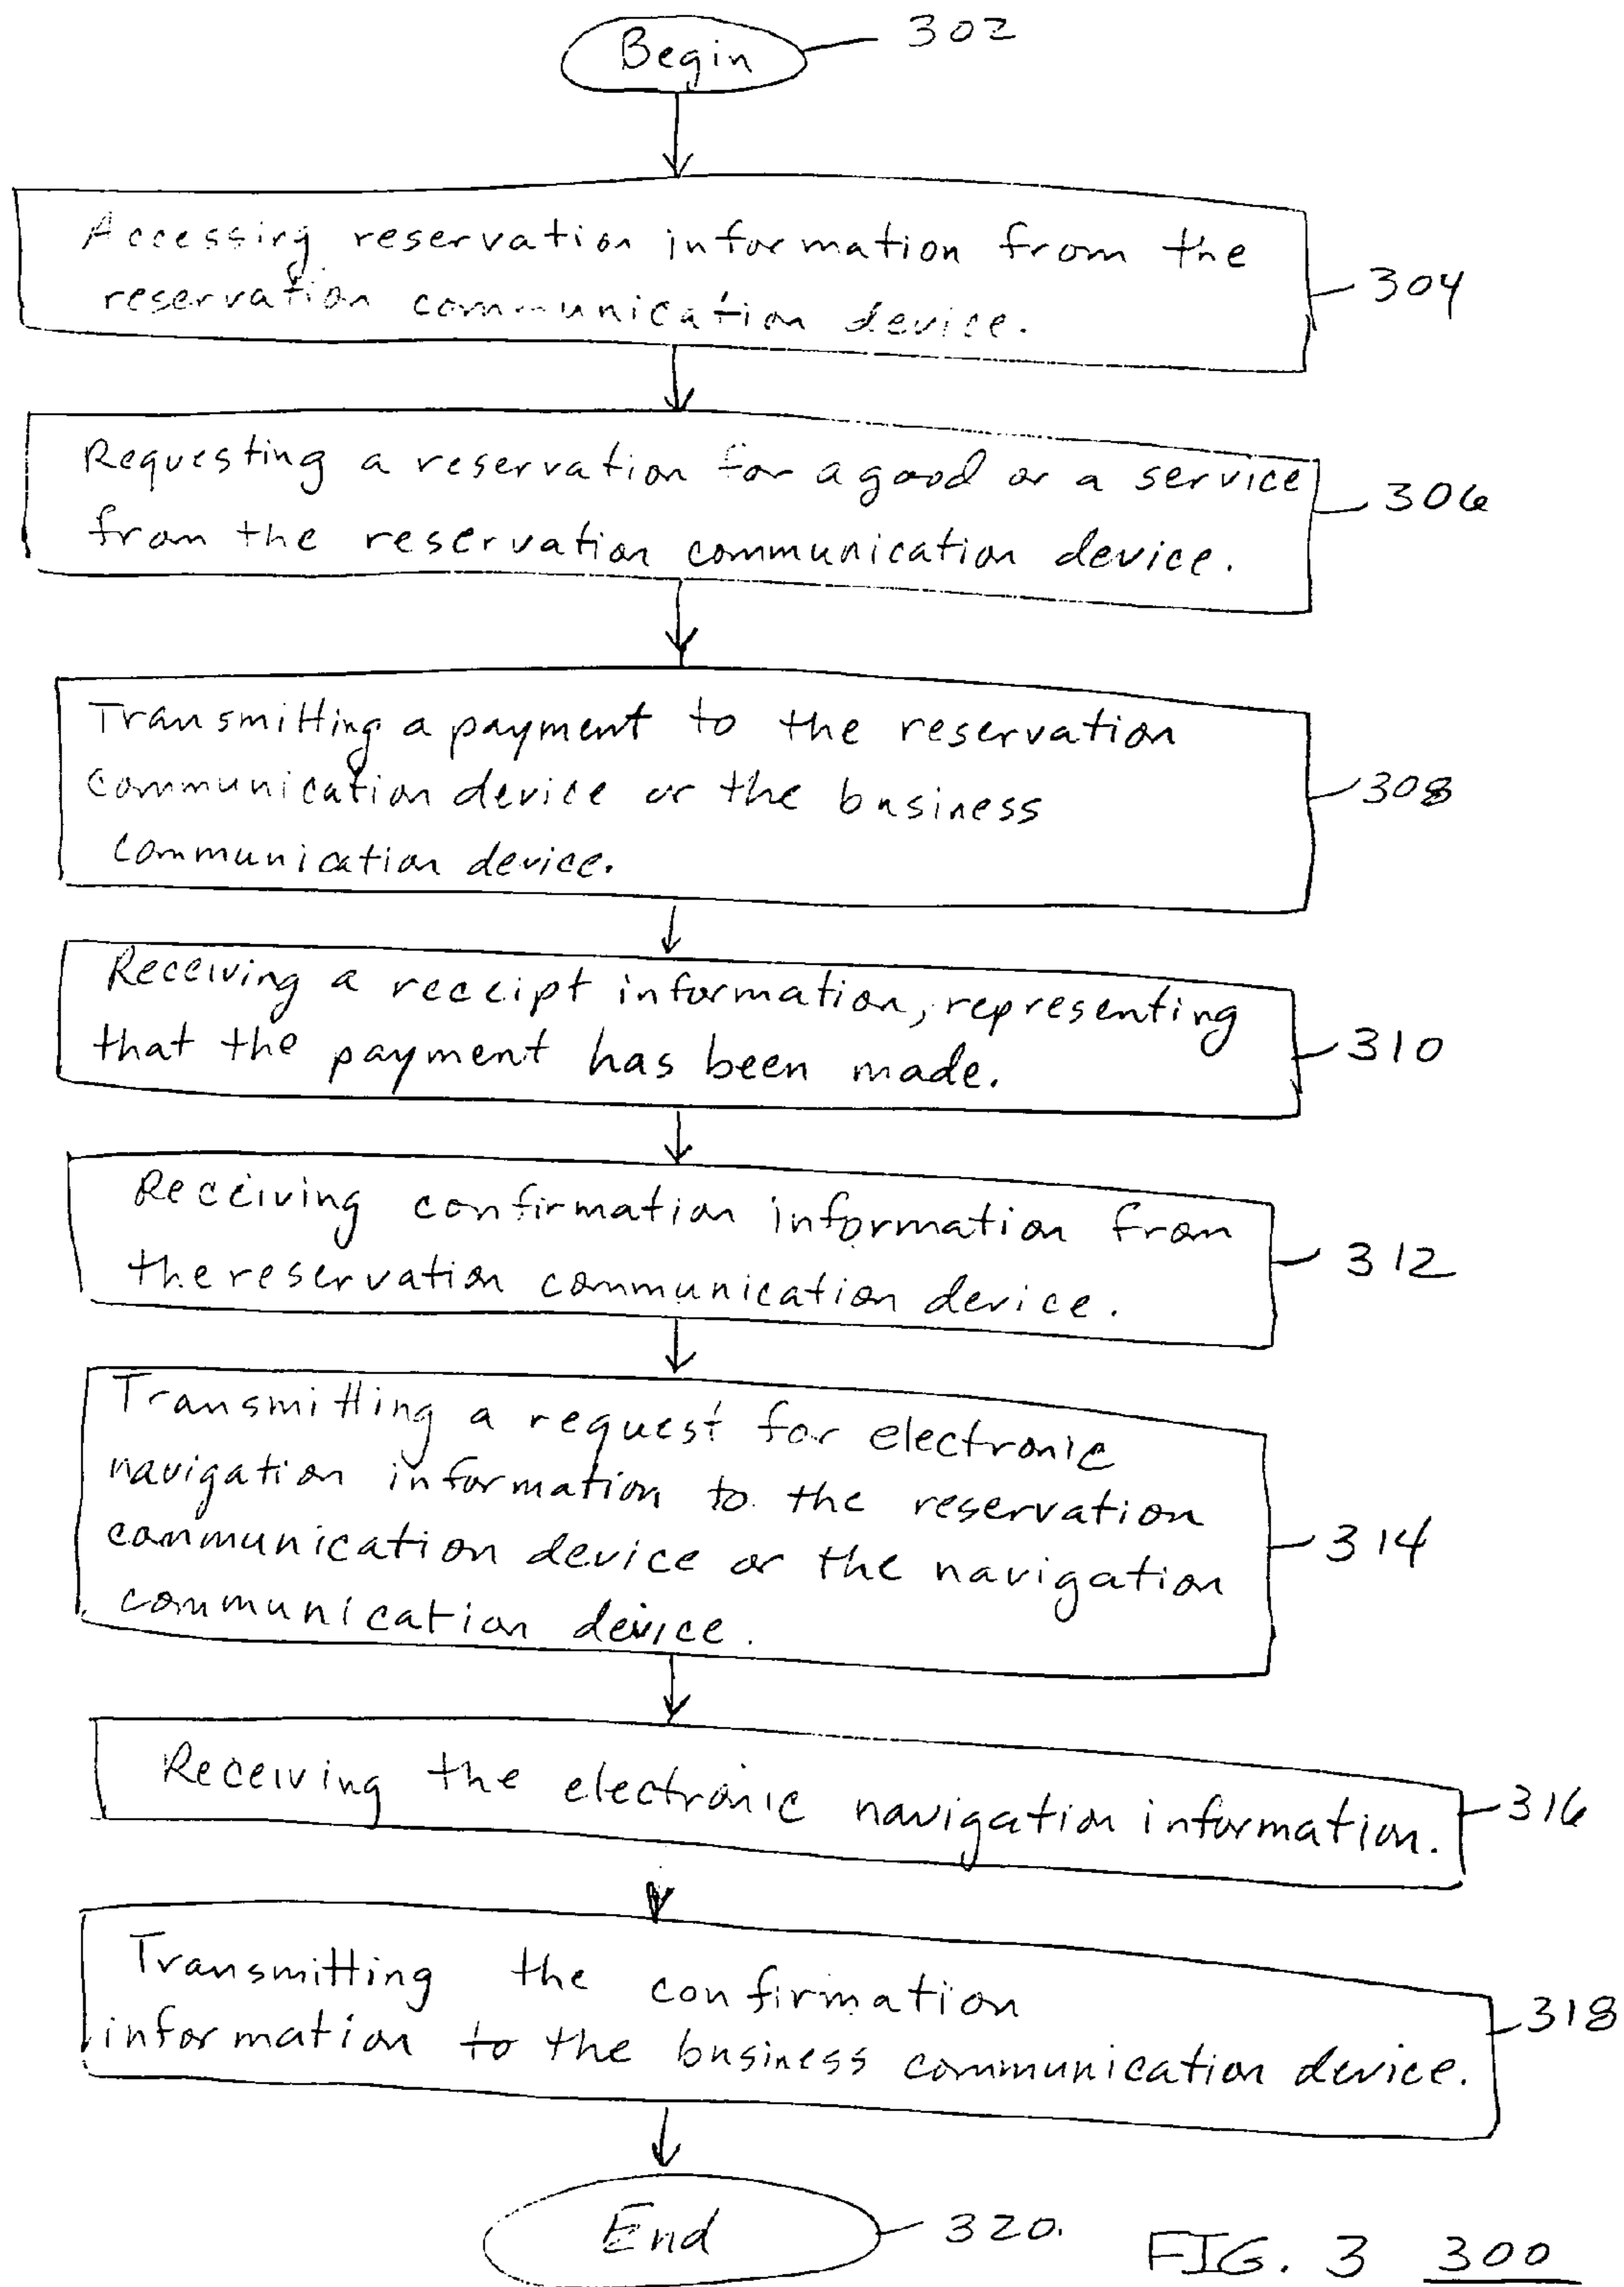 Begin 302
Accessing reservation information from the
reservation communication device. 304
Requesting a reservation for a good or a service
from the reservation communication device. 306
Transmitting a payment to the reservation
communication device or the business
communication device. 308
Receiving a receipt information, representing
that the payment has been made. 310
Receiving confirmation information from
the reservation communication device. 312
Transmitting a request for electronic
navigation information to the reservation
communication device or the navigation
communication device. 314
Receiving the electronic navigation information. 316
Transmitting the confirmation
information to the business communication device. 318
End 320.
FIG. 3 300